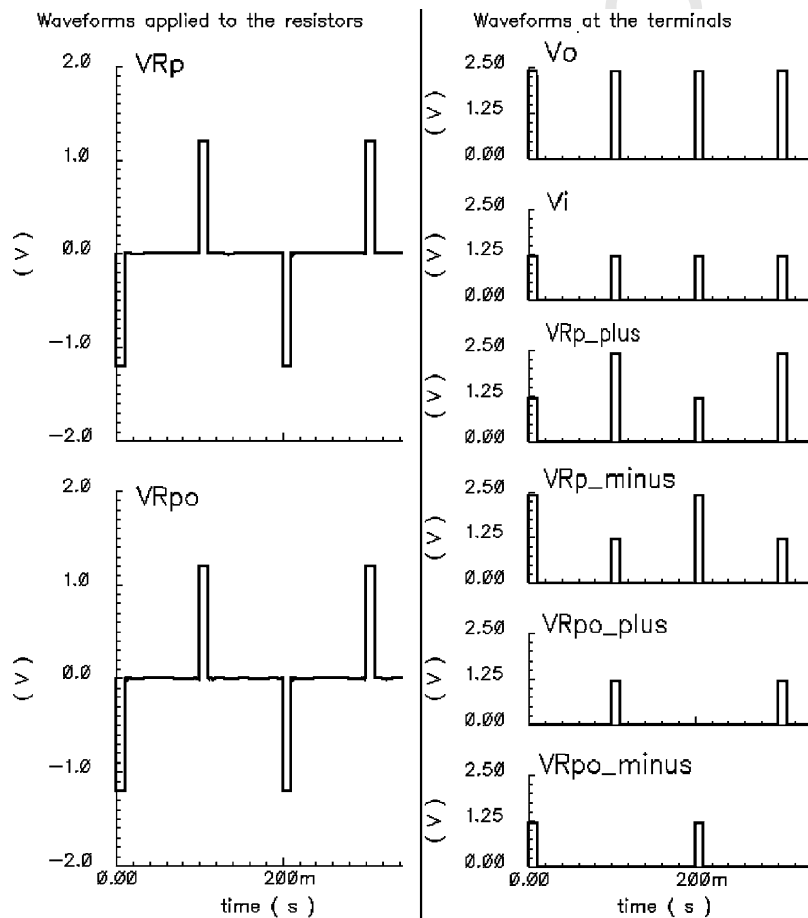 Waveforms applied to the resistors
VRp
2.0
1.0
0.0
-1.0
-2.0
(V)
VRpo
2.0
1.0
0.0
-1.0
-2.0
(V)
0.00
200m
time (s)
Waveforms at the terminals
Vo
2.50
1.25
0.00
(V)
Vi
2.50
1.25
0.00
(V)
VRp_plus
2.50
1.25
0.00
(V)
VRp_minus
2.50
1.25
0.00
(V)
VRpo_plus
2.50
1.25
0.00
(V)
VRpo_minus
2.50
1.25
0.00
(V)
0.00
200m
time (s)